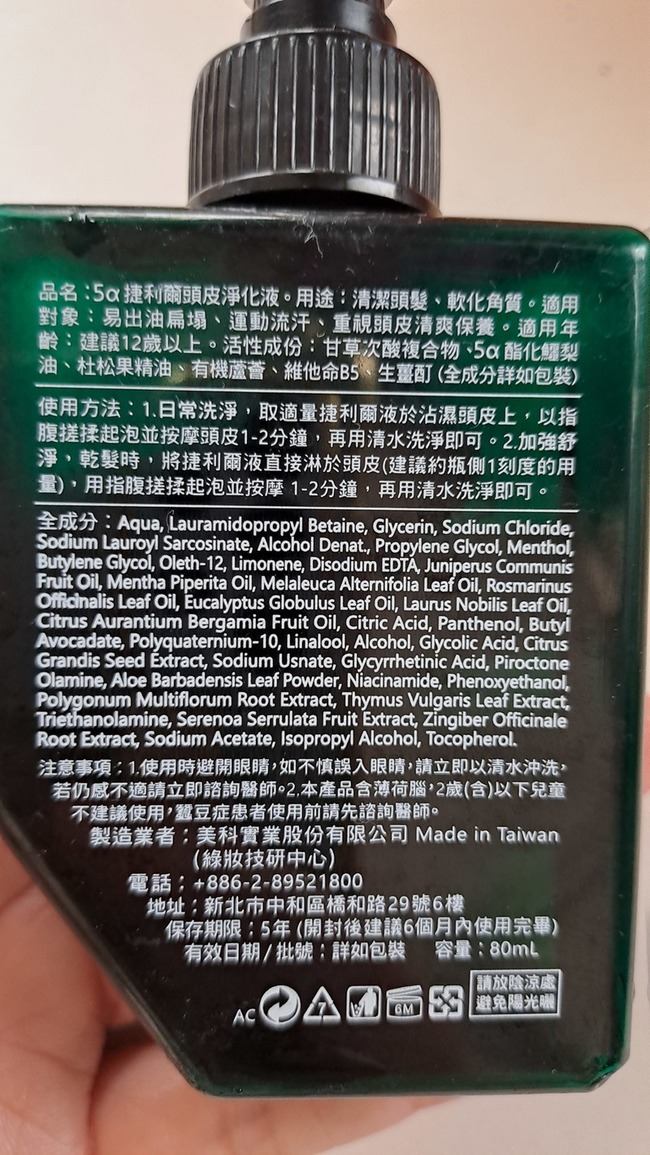 品名：5α捷利爾頭皮淨化液。用途：清潔頭髮、軟化角質。適用
對象：易出油扁塌、運動流汗、重視頭皮清爽保養。適用年
齡：建議12歲以上。活性成份：甘草次酸複合物、5α酯化鱷梨
油、杜松果精油、有機蘆薈、維他命B5、生薑酊 (全成分詳如包裝)
使用方法：1.日常洗淨，取適量捷利爾液於沾濕頭皮上，以指
腹搓揉起泡並按摩頭皮1-2分鐘，再用清水洗淨即可。2.加強舒
淨，乾髮時，將捷利爾液直接淋於頭皮(建議約瓶側1刻度的用
量)，用指腹搓揉起泡並按摩 1-2分鐘，再用清水洗淨即可。
全成分：Aqua, Lauramidopropyl Betaine, Glycerin, Sodium Chloride,
Sodium Lauroyl Sarcosinate, Alcohol Denat., Propylene Glycol, Menthol,
Butylene Glycol, Oleth-12, Limonene, Disodium EDTA, Juniperus Communis
Fruit Oil, Mentha Piperita Oil, Melaleuca Alternifolia Leaf Oil, Rosmarinus
Officinalis Leaf Oil, Eucalyptus Globulus Leaf Oil, Laurus Nobilis Leaf Oil,
Citrus Aurantium Bergamia Fruit Oil, Citric Acid, Panthenol, Butyl
Avocadate, Polyquaternium-10, Linalool, Alcohol, Glycolic Acid, Citrus
Grandis Seed Extract, Sodium Usnate, Glycyrrhetinic Acid, Piroctone
Olamine, Aloe Barbadensis Leaf Powder, Niacinamide, Phenoxyethanol,
Polygonum Multiflorum Root Extract, Thymus Vulgaris Leaf Extract,
Triethanolamine, Serenoa Serrulata Fruit Extract, Zingiber Officinale
Root Extract, Sodium Acetate, Isopropyl Alcohol, Tocopherol.
注意事項：1.使用時避開眼睛，如不慎誤入眼睛，請立即以清水沖洗，
若仍感不適請立即諮詢醫師。2.本產品含薄荷腦，2歲(含)以下兒童
不建議使用，蠶豆症患者使用前請先諮詢醫師。
製造業者：美科實業股份有限公司 Made in Taiwan
(綠妝技研中心)
電話：+886-2-89521800
地址：新北市中和區橋和路29號6樓
保存期限：5年 (開封後建議6個月內使用完畢)
有效日期/批號：詳如包裝 容量：80mL
AC 7 6M 請放陰涼處
避免陽光曬